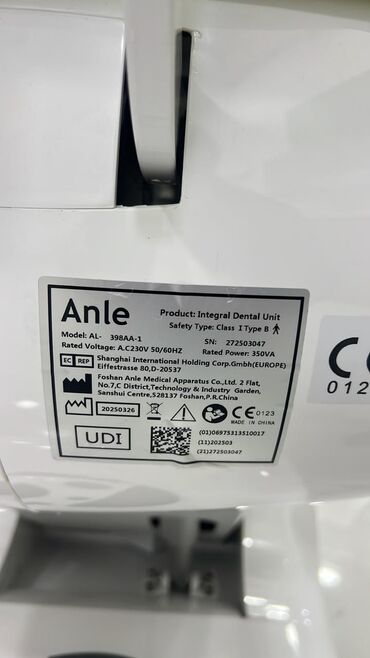 Anle
Product: Integral Dental Unit
Safety Type: Class I Type B
Model: AL- 398AA-1
SN: 272503047
Rated Voltage: A.C230V 50/60HZ
Rated Power: 350VA
EC REP
Shanghai International Holding Corp.GmbH(EUROPE)
Eiffestrasse 80,D-20537
Foshan Anle Medical Apparatus Co.,Ltd. 2 Flat,
No.7,C District,Technology & Industry Garden,
Sanshui Centre,528137 Foshan,P.R.China
20250326
CE 0123
MADE IN CHINA
UDI
(01)06975313510017
(11)202503
(21)272503047
C
012